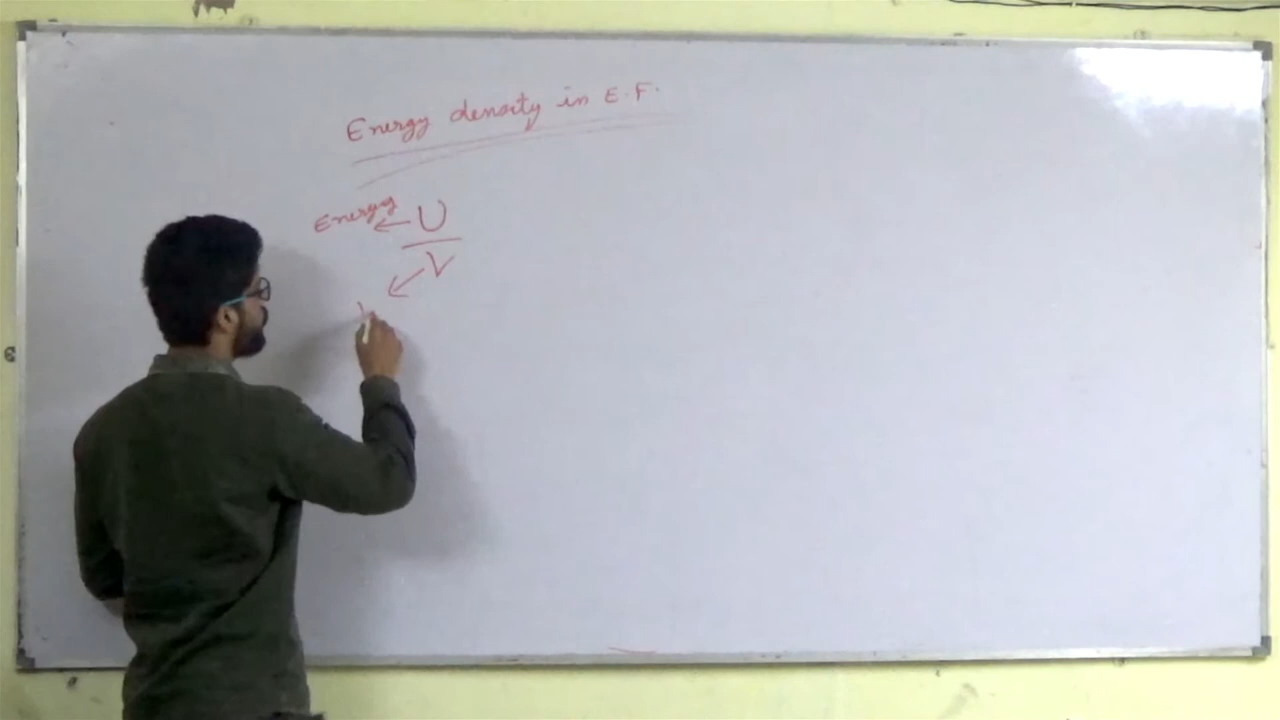 Energy density in E.F.
Energy ← U
V